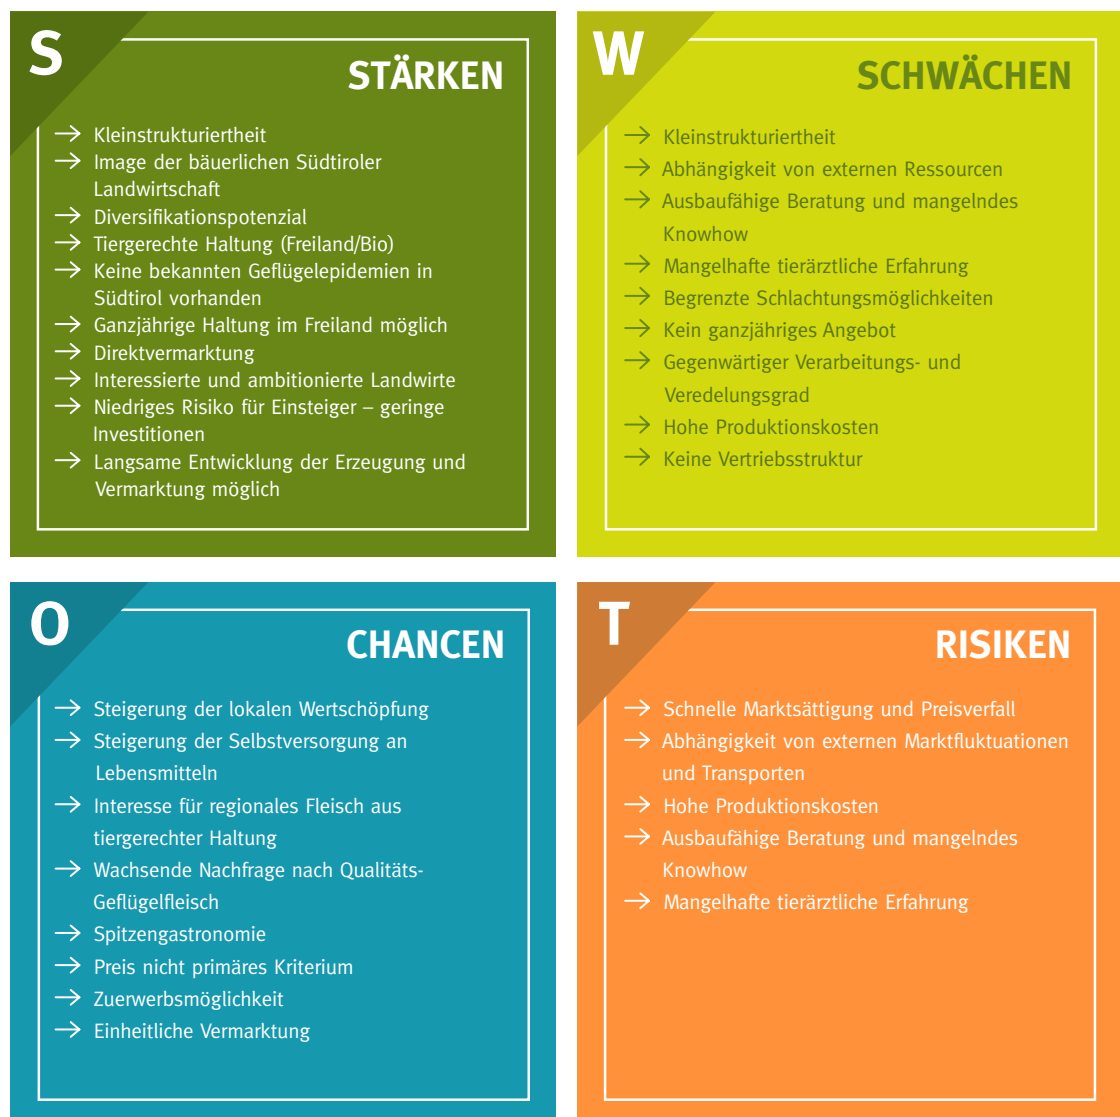 S
STÄRKEN
→ Kleinstrukturiertheit
→ Image der bäuerlichen Südtiroler
Landwirtschaft
→ Diversifikationspotenzial
→ Tiergerechte Haltung (Freiland/Bio)
→ Keine bekannten Geflügelepidemien in
Südtirol vorhanden
→ Ganzjährige Haltung im Freiland möglich
→ Direktvermarktung
→ Interessierte und ambitionierte Landwirte
→ Niedriges Risiko für Einsteiger – geringe
Investitionen
→ Langsame Entwicklung der Erzeugung und
Vermarktung möglich
W
SCHWÄCHEN
→ Kleinstrukturiertheit
→ Abhängigkeit von externen Ressourcen
→ Ausbaufähige Beratung und mangelndes
Knowhow
→ Mangelhafte tierärztliche Erfahrung
→ Begrenzte Schlachtungsmöglichkeiten
→ Kein ganzjähriges Angebot
→ Gegenwärtiger Verarbeitungs- und
Veredelungsgrad
→ Hohe Produktionskosten
→ Keine Vertriebsstruktur
O
CHANCEN
→ Steigerung der lokalen Wertschöpfung
→ Steigerung der Selbstversorgung an
Lebensmitteln
→ Interesse für regionales Fleisch aus
tiergerechter Haltung
→ Wachsende Nachfrage nach Qualitäts-
Geflügelfleisch
→ Spitzengastronomie
→ Preis nicht primäres Kriterium
→ Zuerwerbsmöglichkeit
→ Einheitliche Vermarktung
T
RISIKEN
→ Schnelle Marktsättigung und Preisverfall
→ Abhängigkeit von externen Marktfluktuationen
und Transporten
→ Hohe Produktionskosten
→ Ausbaufähige Beratung und mangelndes
Knowhow
→ Mangelhafte tierärztliche Erfahrung